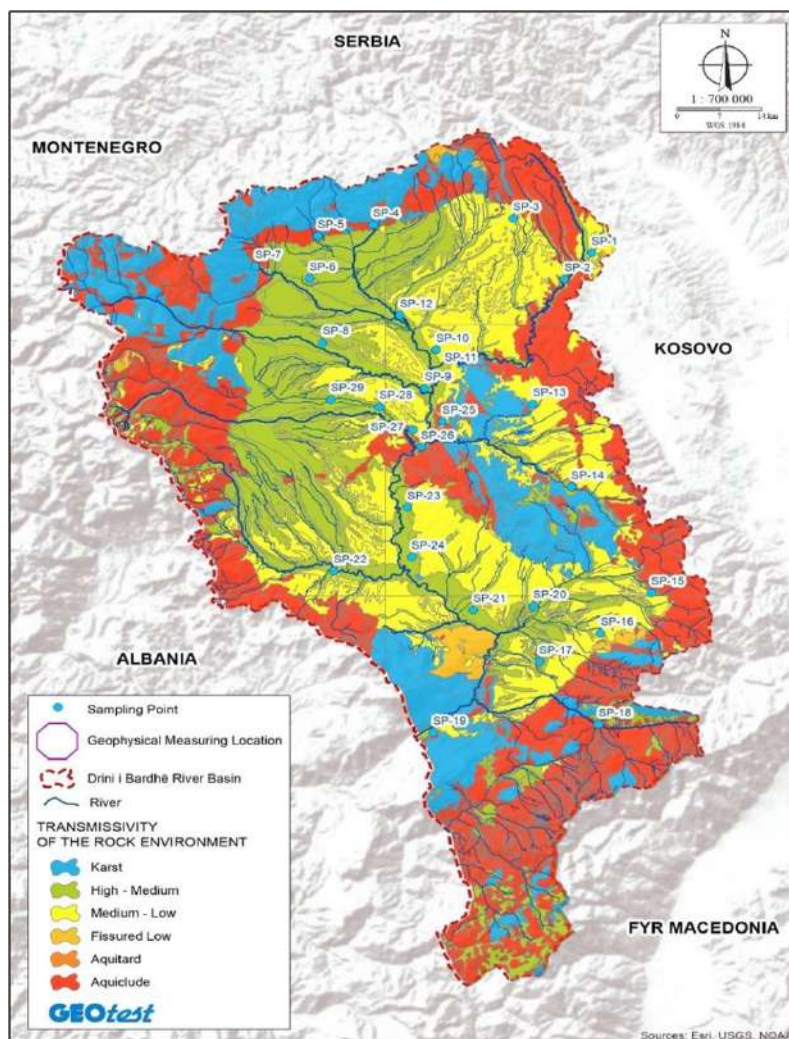 SERBIA
N
1 : 700 000
0 7 14 km
WGS 1984
MONTENEGRO
SP-3
SP-4
SP-5
SP-1
SP-7
SP-2
SP-6
SP-12
SP-8
SP-10
SP-11
KOSOVO
SP-9
SP-29
SP-28
SP-13
SP-25
SP-27
SP-26
SP-14
SP-23
SP-24
SP-22
SP-15
SP-21
SP-20
SP-16
ALBANIA
SP-17
SP-19
SP-18
Sampling Point
Geophysical Measuring Location
Drini i Bardhë River Basin
River
TRANSMISSIVITY
OF THE ROCK ENVIRONMENT
Karst
High - Medium
Medium - Low
Fissured Low
Aquitard
Aquiclude
GEOtest
FYR MACEDONIA
Sources: Esri, USGS, NOAA